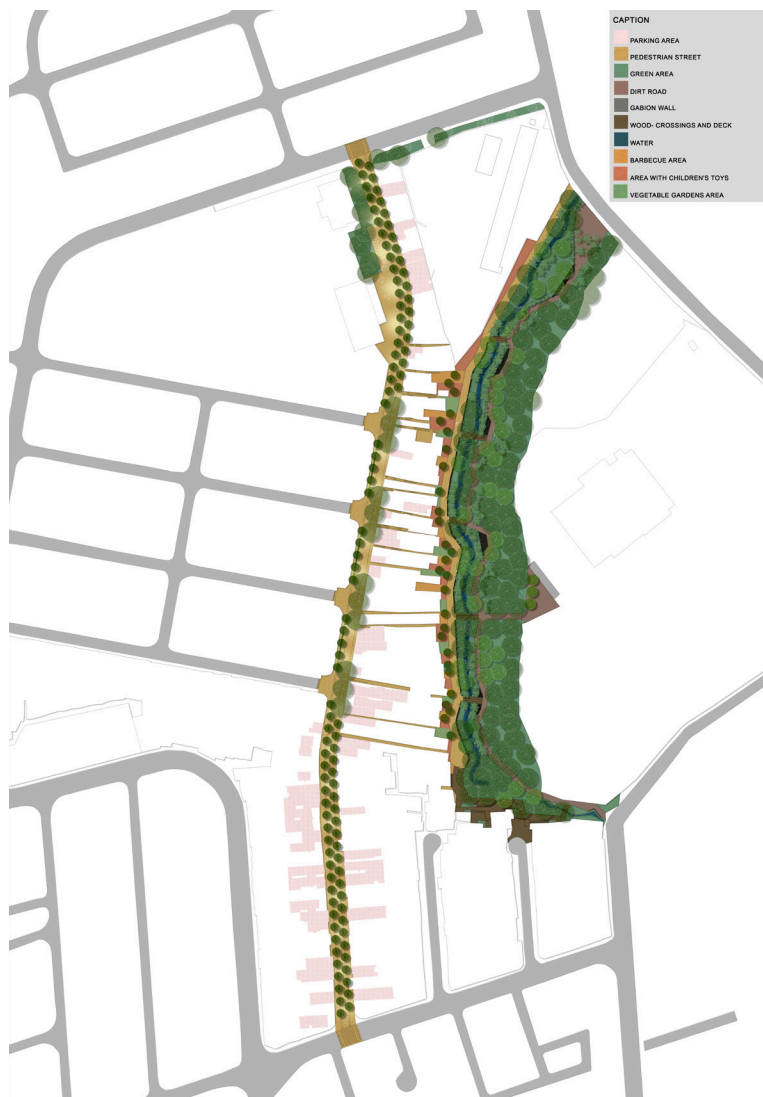 CAPTION
PARKING AREA
PEDESTRIAN STREET
GREEN AREA
DIRT ROAD
GABION WALL
WOOD- CROSSINGS AND DECK
WATER
BARBECUE AREA
AREA WITH CHILDREN'S TOYS
VEGETABLE GARDENS AREA